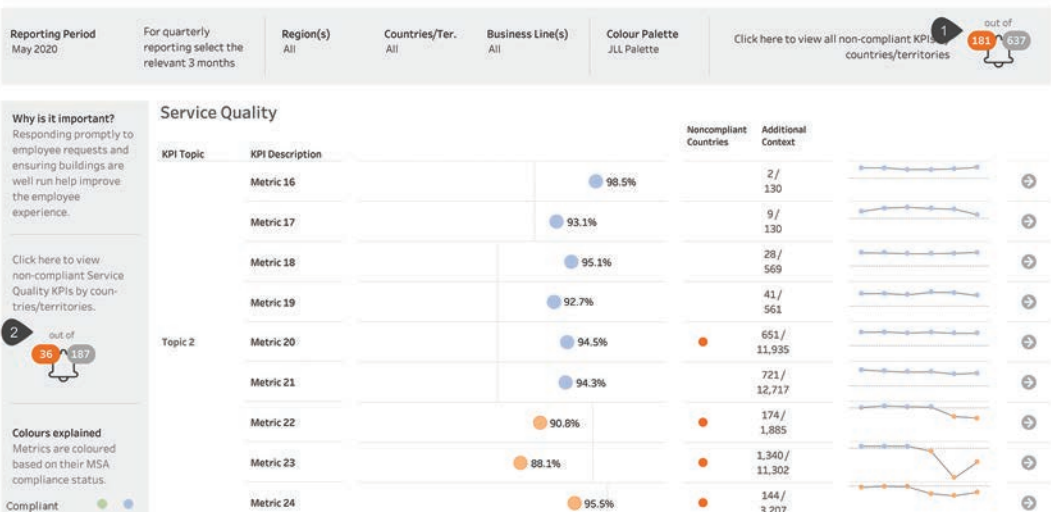 Reporting Period
May 2020
For quarterly
reporting select the
relevant 3 months
Region(s)
All
Countries/Ter.
All
Business Line(s)
All
Colour Palette
JLL Palette
Click here to view all non-compliant KPIs
countries/territories
1
out of
181 637
Why is it important?
Responding promptly to
employee requests and
ensuring buildings are
well run help improve
the employee
experience.
Click here to view
non-compliant Service
Quality KPIs by coun-
tries/territories.
2
out of
36 187
Colours explained
Metrics are coloured
based on their MSA
compliance status.
Compliant
Service Quality
KPI Topic
KPI Description
Noncompliant
Countries
Additional
Context
Topic 2
Metric 16 98.5% 2/
130
Metric 17 93.1% 9/
130
Metric 18 95.1% 28/
569
Metric 19 92.7% 41/
561
Metric 20 94.5% 651/
11,935
Metric 21 94.3% 721/
12,717
Metric 22 90.8% 174/
1,885
Metric 23 88.1% 1,340/
11,302
Metric 24 95.5% 144/
3,207